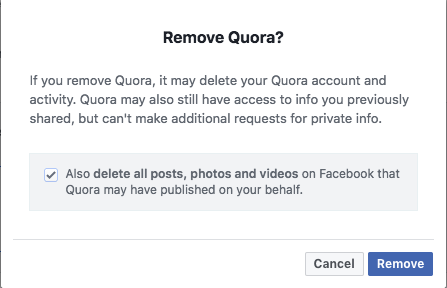 Remove Quora?
If you remove Quora, it may delete your Quora account and
activity. Quora may also still have access to info you previously
shared, but can't make additional requests for private info.
Also delete all posts, photos and videos on Facebook that
Quora may have published on your behalf.
Cancel Remove